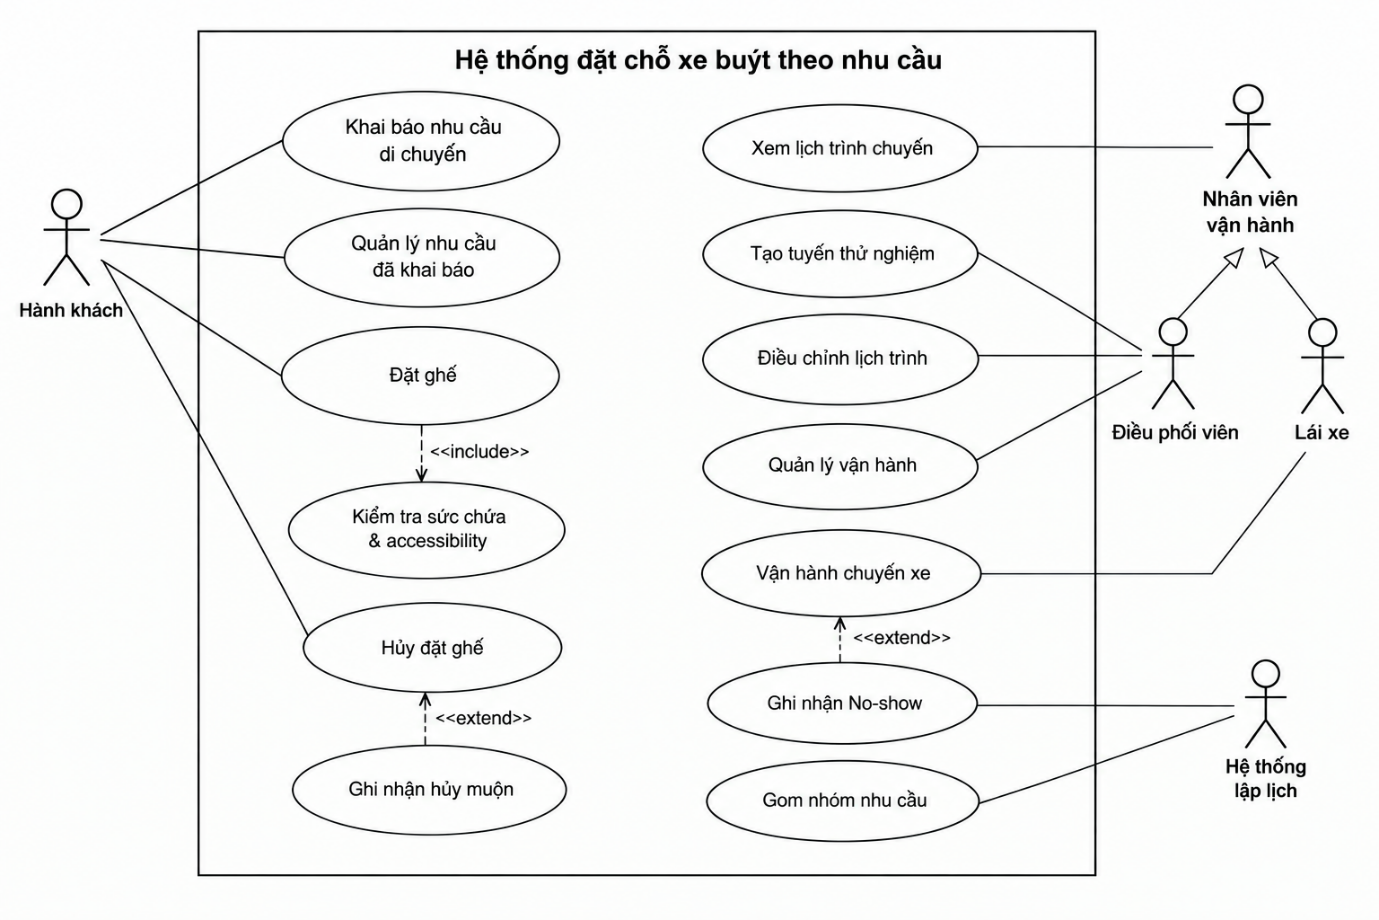 Hệ thống đặt chỗ xe buýt theo nhu cầu
Khai báo nhu cầu
di chuyển
Quản lý nhu cầu
đã khai báo
Đặt ghế
<<include>>
Kiểm tra sức chứa
& accessibility
Hủy đặt ghế
<<extend>>
Ghi nhận hủy muộn
Hành khách
Xem lịch trình chuyến
Tạo tuyến thử nghiệm
Điều chỉnh lịch trình
Quản lý vận hành
Vận hành chuyến xe
<<extend>>
Ghi nhận No-show
Gom nhóm nhu cầu
Nhân viên
vận hành
Điều phối viên
Lái xe
Hệ thống
lập lịch